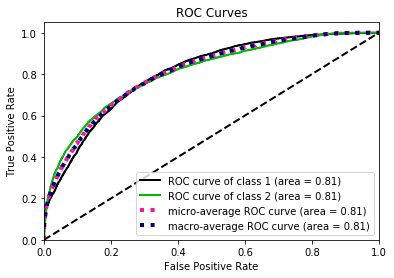 ROC Curves
True Positive Rate
1.0
0.8
0.6
0.4
0.2
0.0
ROC curve of class 1 (area = 0.81)
ROC curve of class 2 (area = 0.81)
micro-average ROC curve (area = 0.81)
macro-average ROC curve (area = 0.81)
0.0 0.2 0.4 0.6 0.8 1.0
False Positive Rate